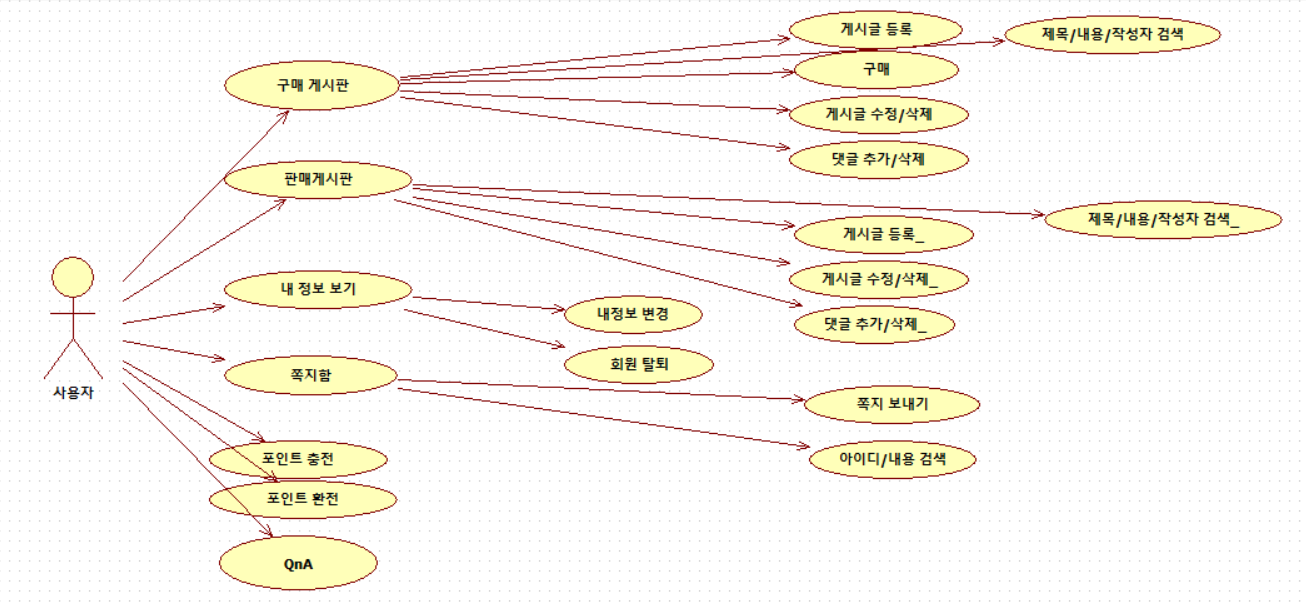 게시글 등록
제목/내용/작성자 검색
구매 게시판
구매
게시글 수정/삭제
댓글 추가/삭제
판매게시판
제목/내용/작성자 검색_
게시글 등록_
게시글 수정/삭제_
댓글 추가/삭제_
내 정보 보기
내정보 변경
회원 탈퇴
사용자
쪽지함
쪽지 보내기
아이디/내용 검색
포인트 충전
포인트 환전
QnA